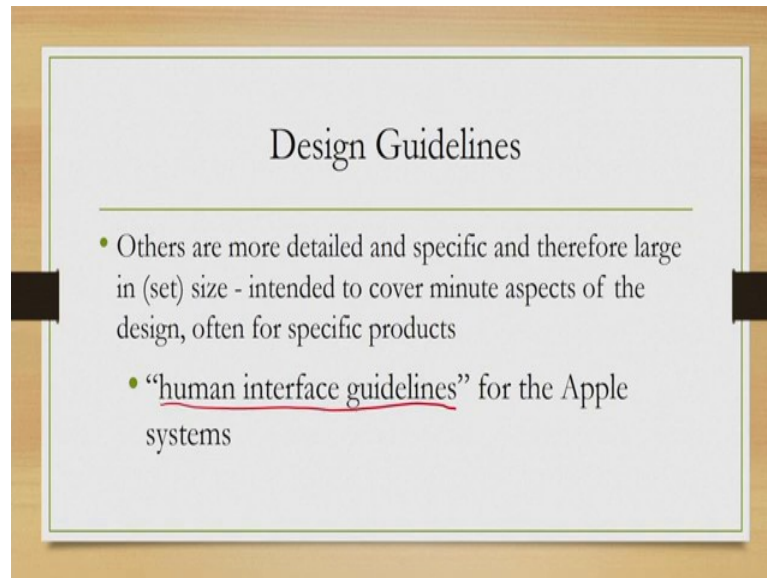 Design Guidelines
• Others are more detailed and specific and therefore large
in (set) size - intended to cover minute aspects of the
design, often for specific products
• “human interface guidelines” for the Apple
systems